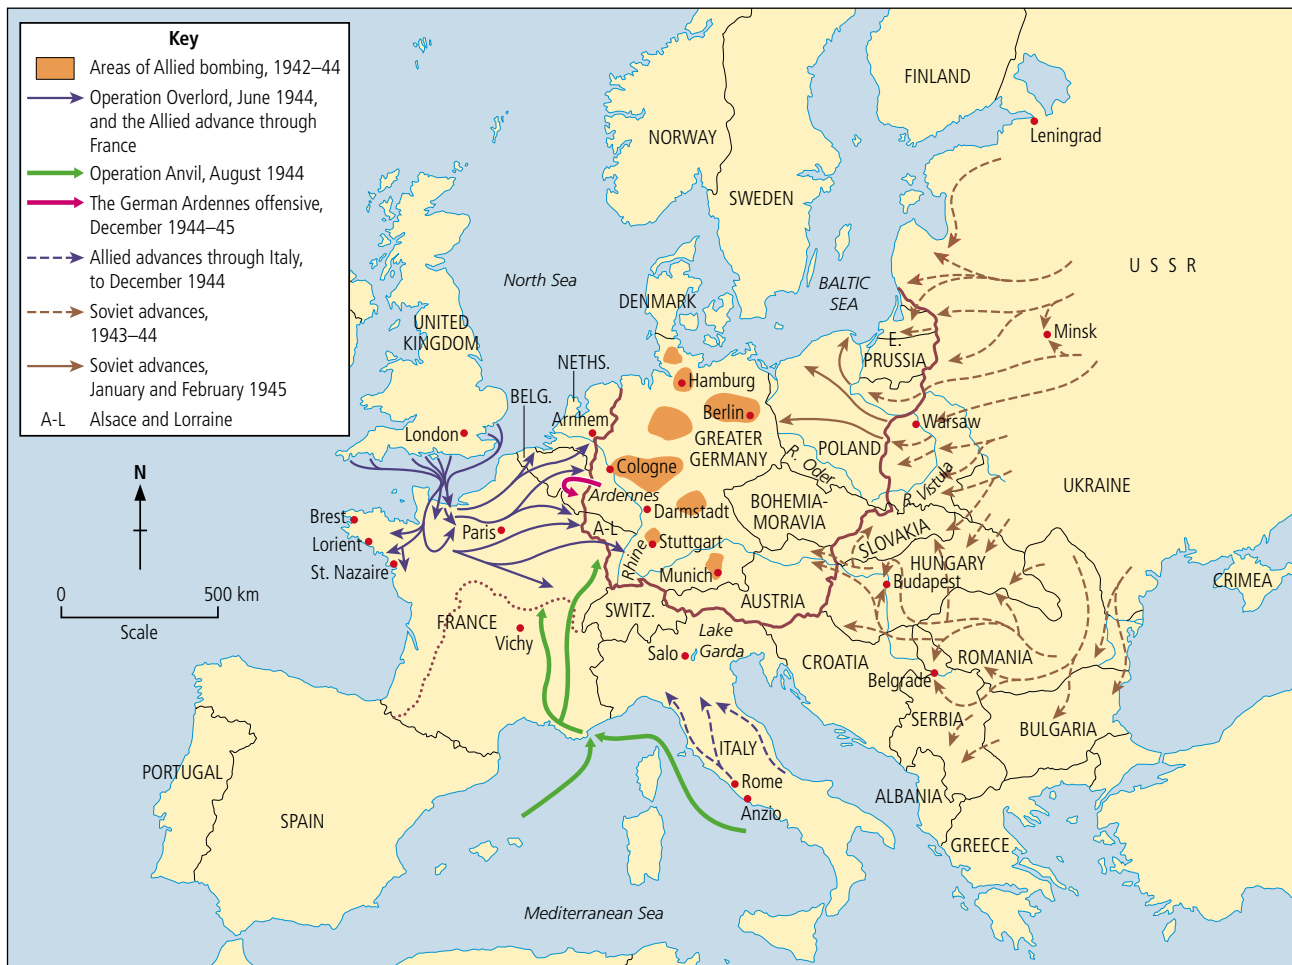 Key
Areas of Allied bombing, 1942–44
Operation Overlord, June 1944,
and the Allied advance through
France
Operation Anvil, August 1944
The German Ardennes offensive,
December 1944–45
Allied advances through Italy,
to December 1944
Soviet advances,
1943–44
Soviet advances,
January and February 1945
A-L Alsace and Lorraine
N
0 500 km
Scale
FINLAND
NORWAY
Leningrad
SWEDEN
U S S R
North Sea
BALTIC
SEA
DENMARK
UNITED
KINGDOM
Minsk
E.
PRUSSIA
NETHS.
Hamburg
BELG.
Berlin
Arnhem
Warsaw
London
GREATER
GERMANY
POLAND
R. Oder
Cologne
R. Vistula
UKRAINE
Ardennes
BOHEMIA-
MORAVIA
Darmstadt
Brest
Paris
A-L
SLOVAKIA
Lorient
Stuttgart
Rhine
HUNGARY
St. Nazaire
Munich
Budapest
CRIMEA
AUSTRIA
SWITZ.
FRANCE
Vichy
Lake
Garda
Salo
CROATIA
ROMANIA
Belgrade
SERBIA
BULGARIA
ITALY
PORTUGAL
Rome
ALBANIA
Anzio
SPAIN
GREECE
Mediterranean Sea